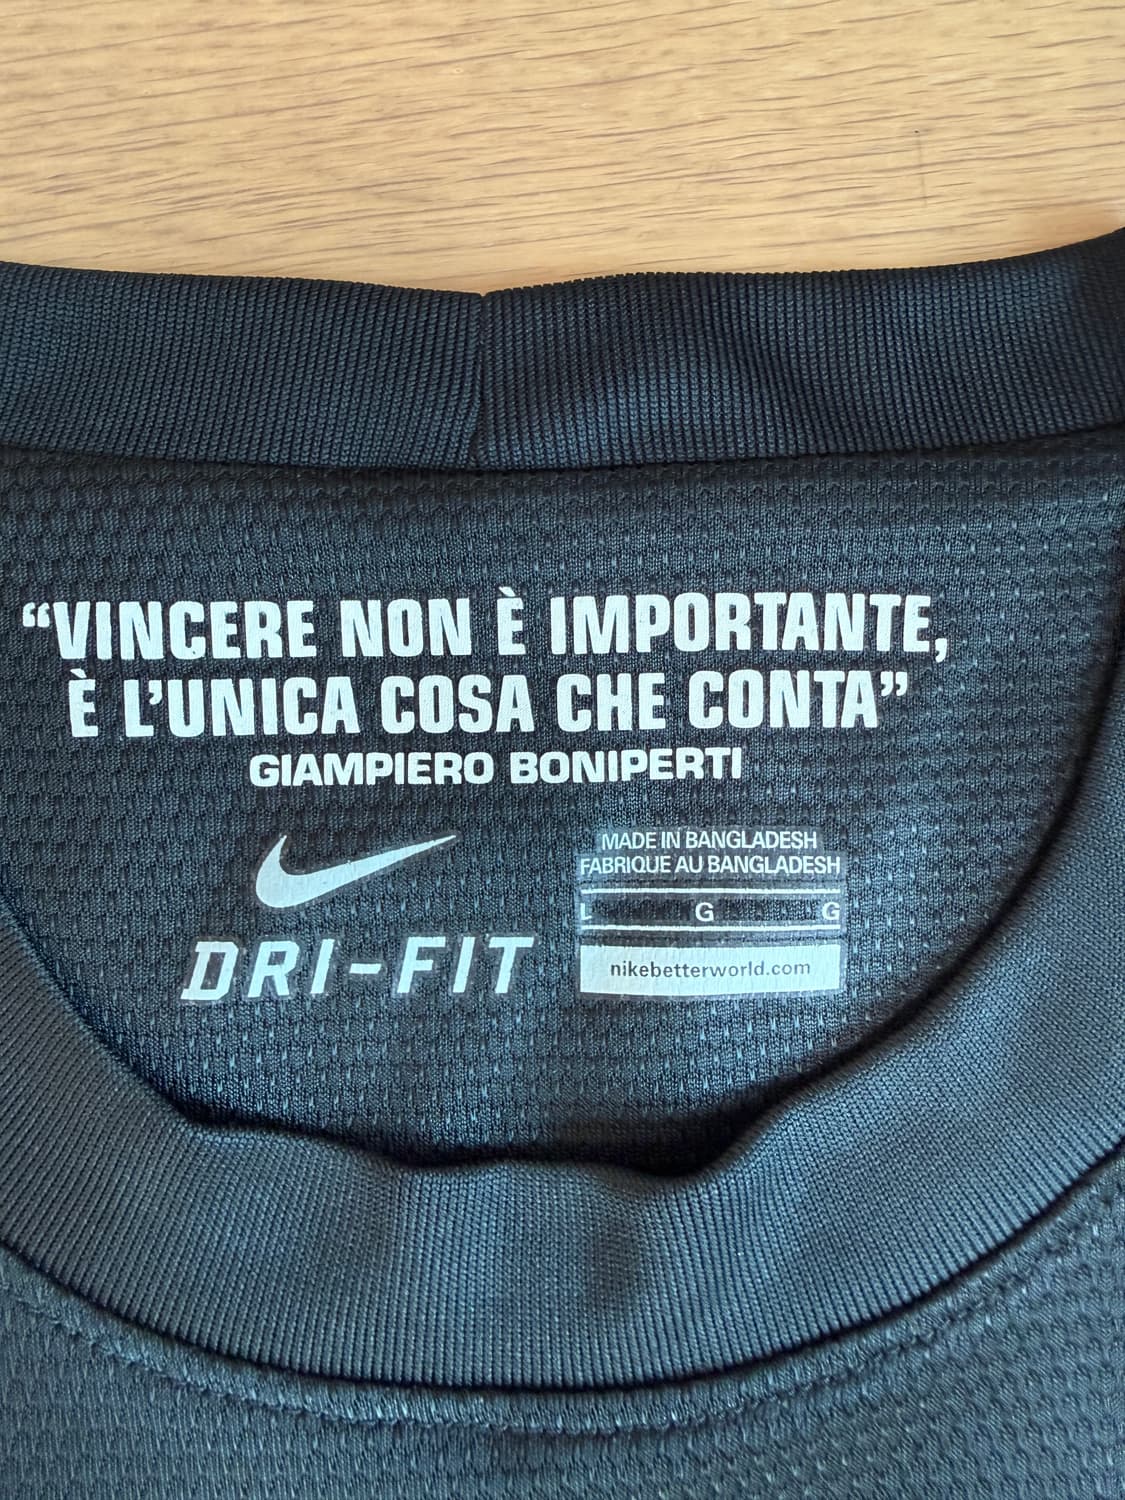 “VINCERE NON È IMPORTANTE,
È L’UNICA COSA CHE CONTA”
GIAMPIERO BONIPERTI
DRI-FIT
MADE IN BANGLADESH
FABRIQUE AU BANGLADESH
L G G
nikebetterworld.com